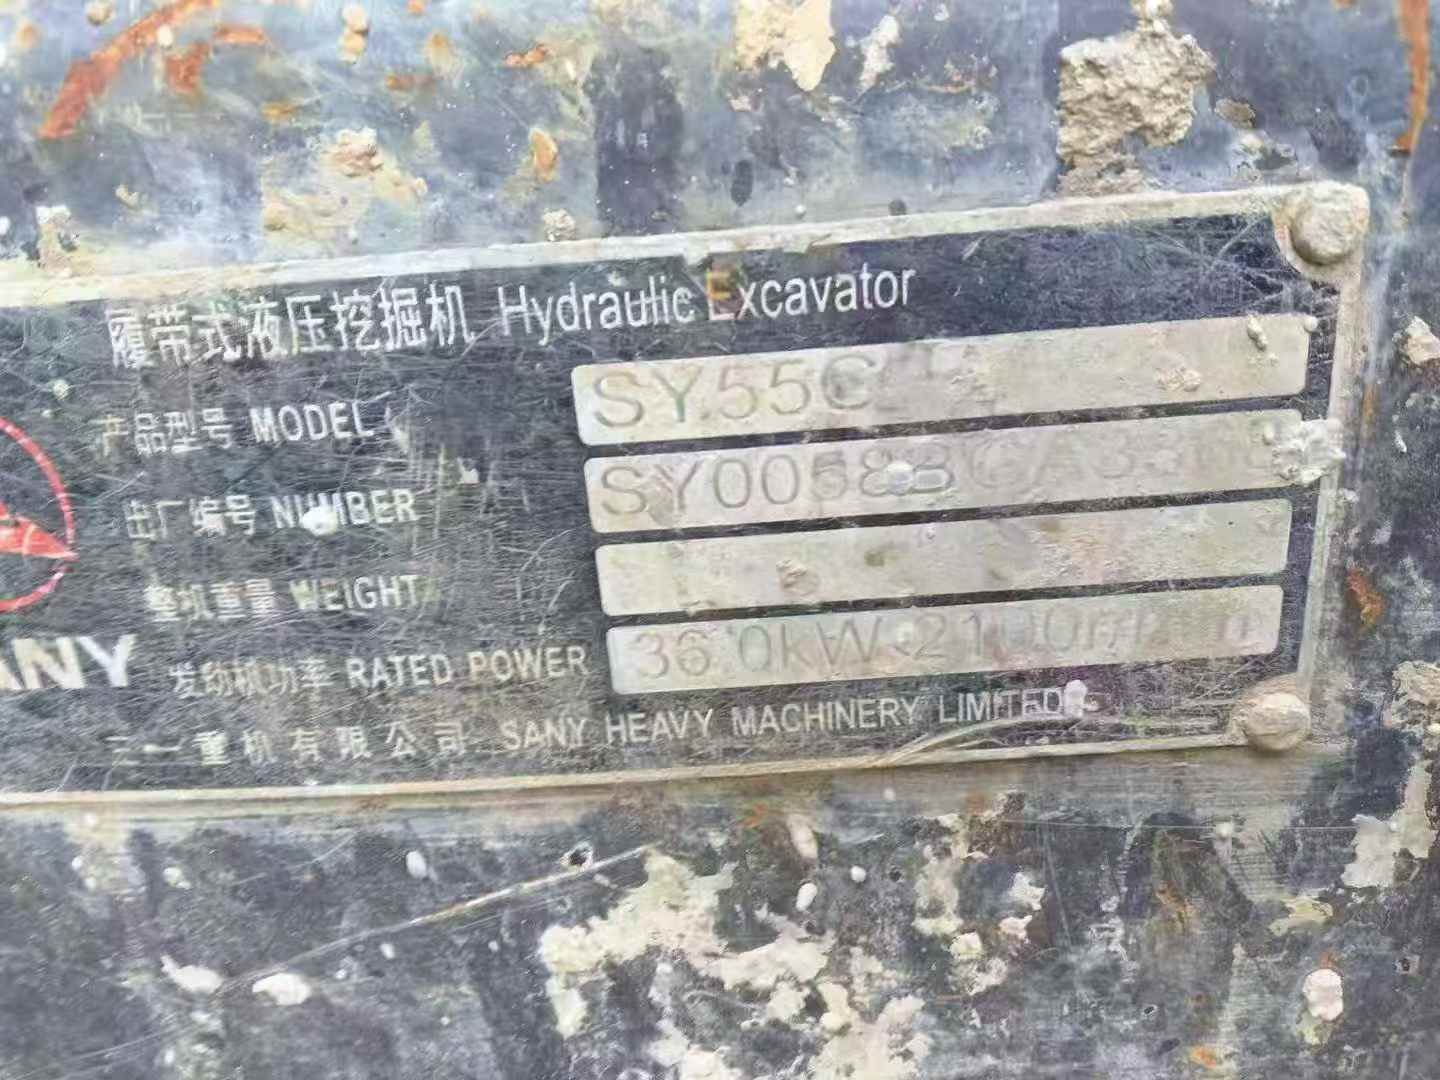 履带式液压挖掘机 Hydraulic Excavator
产品型号 MODEL SY55C
出厂编号 NUMBER
整机重量 WEIGHT
ANY
发动机功率 RATED POWER 36.0kW
三一重机有限公司 SANY HEAVY MACHINERY LIMITED